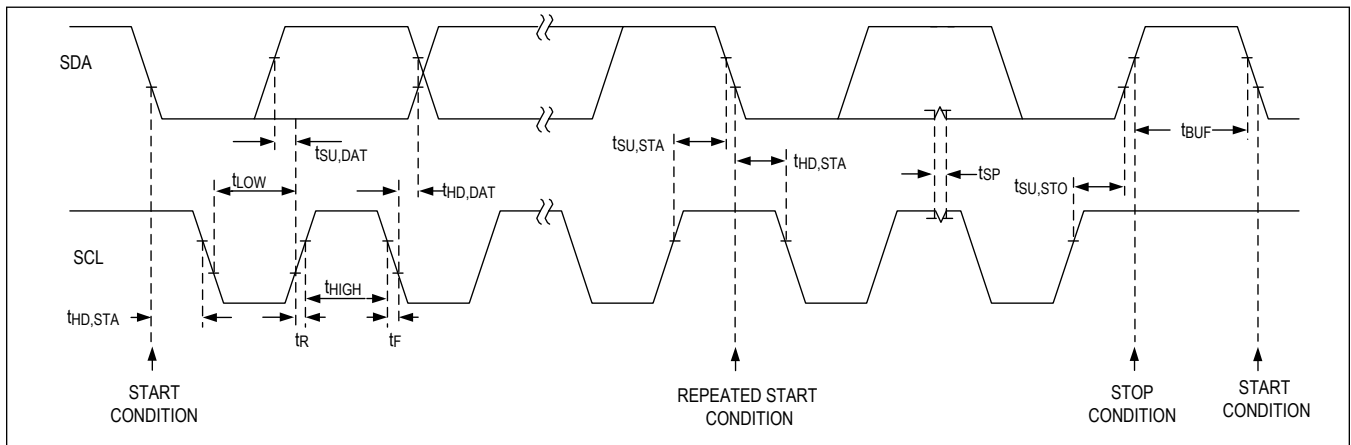 SDA
tSU,DAT
tLOW
tHD,DAT
tSU,STA
tHD,STA
tSP
tSU,STO
tBUF
SCL
tHIGH
tHD,STA
tR
tF
START
CONDITION
REPEATED START
CONDITION
STOP
CONDITION
START
CONDITION